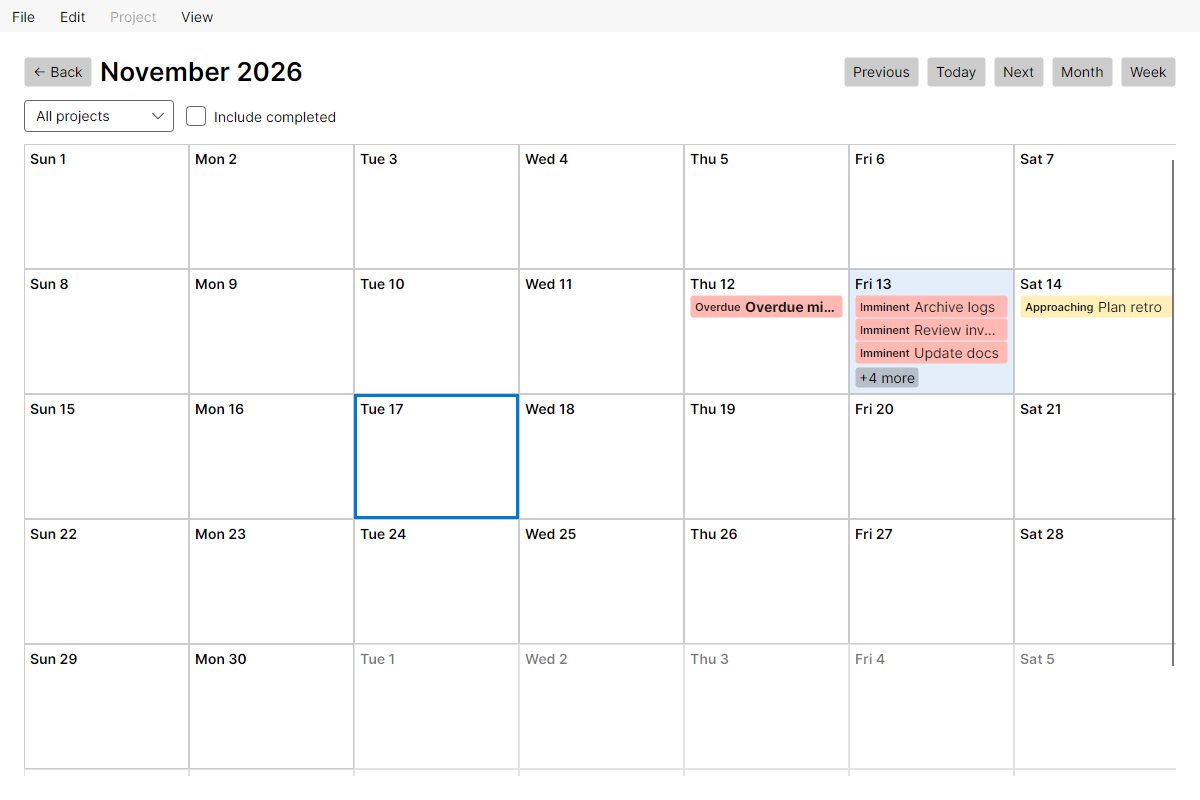 File Edit Project View
← Back November 2026 Previous Today Next Month Week
All projects Include completed
Sun 1 Mon 2 Tue 3 Wed 4 Thu 5 Fri 6 Sat 7
Sun 8 Mon 9 Tue 10 Wed 11 Thu 12 Fri 13 Sat 14
Overdue Overdue mi... Imminent Archive logs Approaching Plan retro
Imminent Review inv...
Imminent Update docs
+4 more
Sun 15 Mon 16 Tue 17 Wed 18 Thu 19 Fri 20 Sat 21
Sun 22 Mon 23 Tue 24 Wed 25 Thu 26 Fri 27 Sat 28
Sun 29 Mon 30 Tue 1 Wed 2 Thu 3 Fri 4 Sat 5